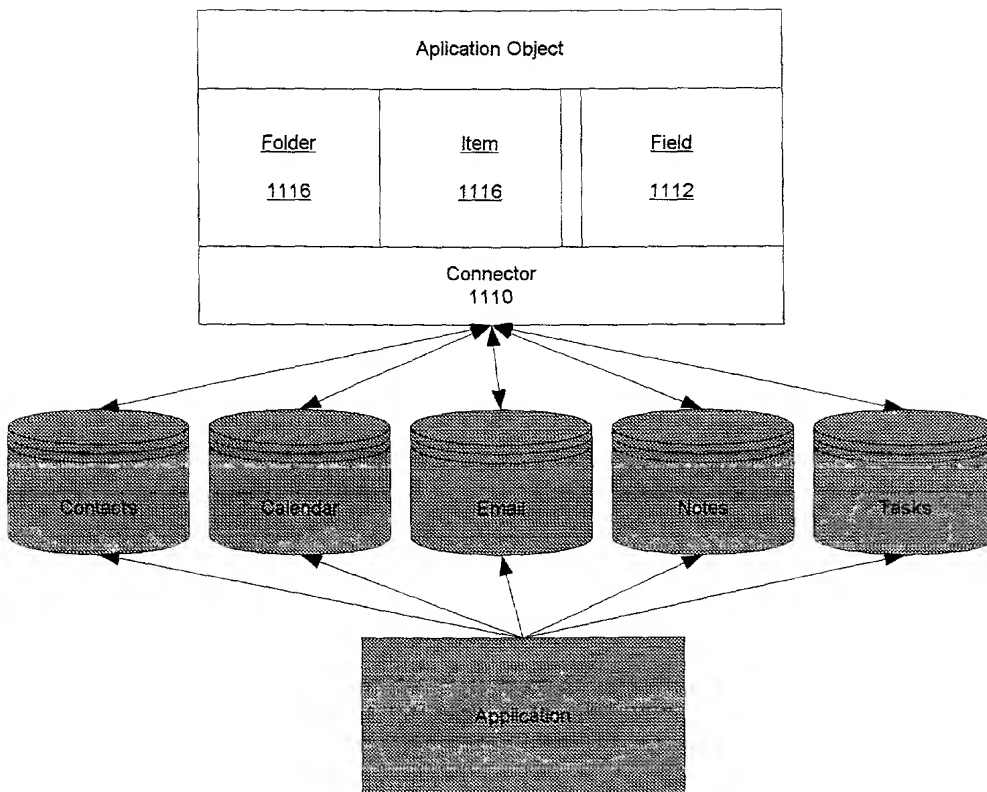 Aplication Object
Folder
1116
Item
1116
Field
1112
Connector
1110
Contacts
Calendar
Email
Notes
Tasks
Application